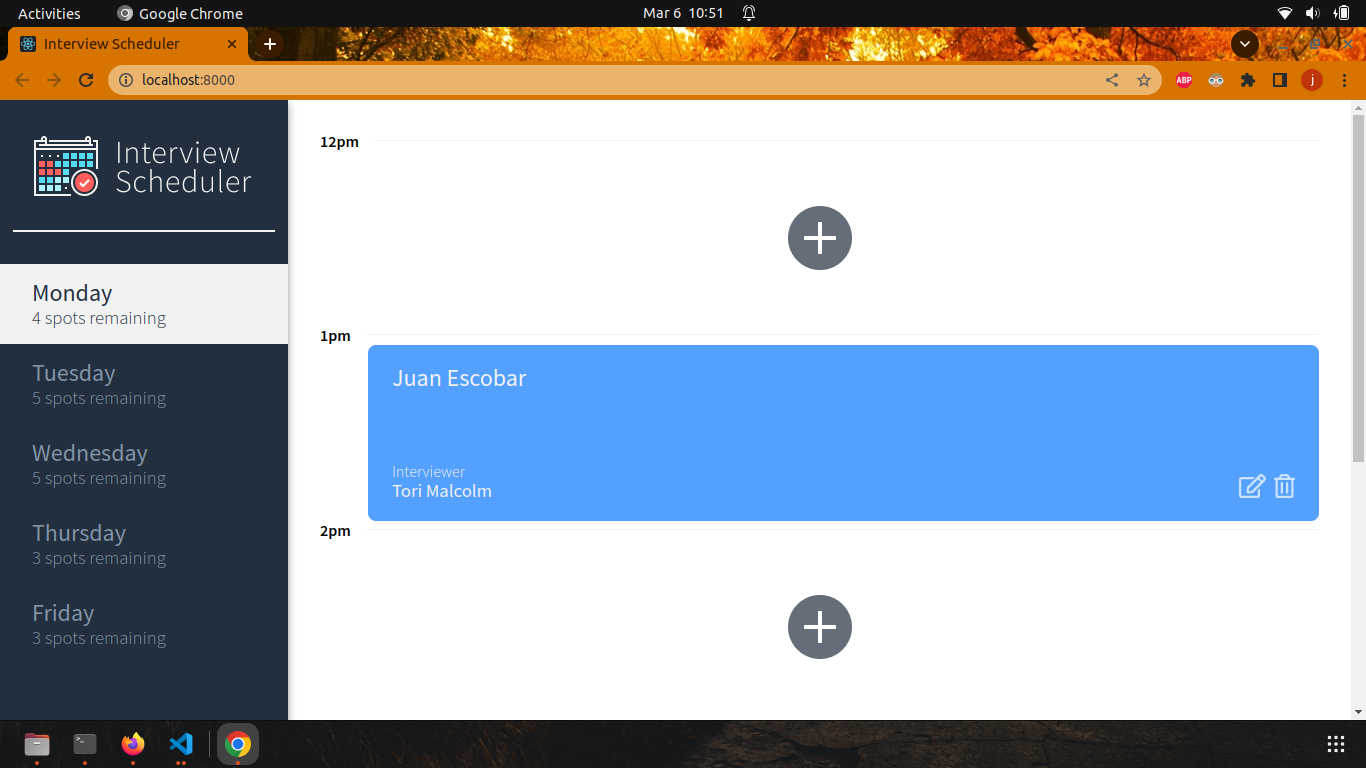 Activities
Google Chrome
Mar 6 10:51
Interview Scheduler
localhost:8000
ABP
j
Interview
Scheduler
Monday
4 spots remaining
Tuesday
5 spots remaining
Wednesday
5 spots remaining
Thursday
3 spots remaining
Friday
3 spots remaining
12pm
1pm
Juan Escobar
Interviewer
Tori Malcolm
2pm